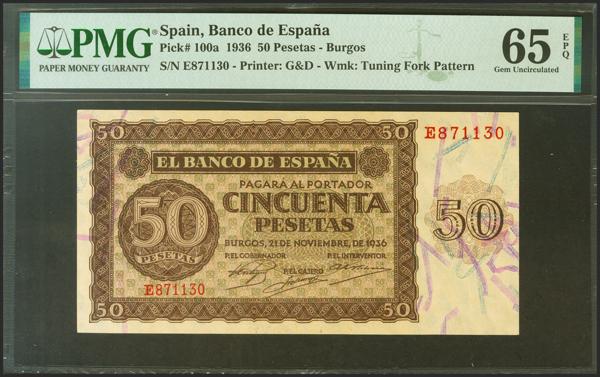 PMG®
PAPER MONEY GUARANTY
Spain, Banco de España
Pick# 100a 1936 50 Pesetas - Burgos
S/N E871130 - Printer: G&D - Wmk: Tuning Fork Pattern
65
EPQ
Gem Uncirculated
50
50
E871130
EL BANCO DE ESPAÑA
PAGARÁ AL PORTADOR
CINCUENTA
PESETAS
BURGOS, 21 DE NOVIEMBRE, DE 1936
P.EL GOBERNADOR
P.EL INTERVENTOR
P.EL CAJERO
50
PESETAS
50
E871130
50
50